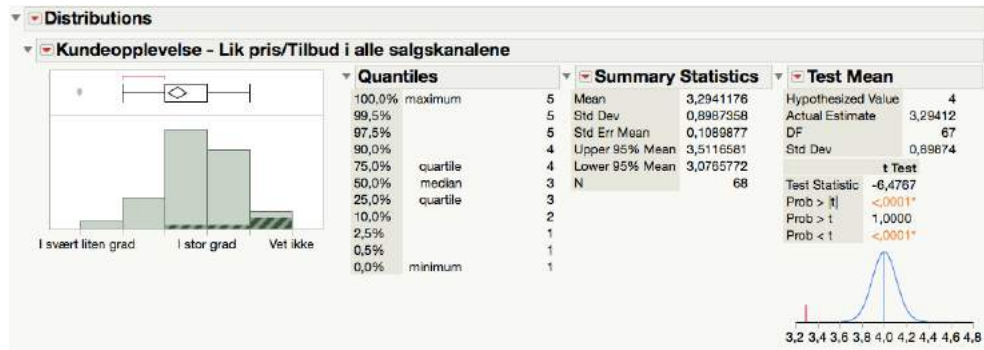 Distributions
Kundeopplevelse - Lik pris/Tilbud i alle salgskanalene
I svært liten grad I stor grad Vet ikke
Quantiles
100,0% maximum 5
99,5% 5
97,5% 5
90,0% 4
75,0% quartile 4
50,0% median 3
25,0% quartile 3
10,0% 2
2,5% 1
0,5% 1
0,0% minimum 1
Summary Statistics
Mean 3,2941176
Std Dev 0,8987358
Std Err Mean 0,1089877
Upper 95% Mean 3,5116581
Lower 95% Mean 3,0765772
N 68
Test Mean
Hypothesized Value 4
Actual Estimate 3,29412
DF 67
Std Dev 0,89874
t Test
Test Statistic -6,4767
Prob > |t| <,0001*
Prob > t 1,0000
Prob < t <,0001*
3,2 3,4 3,6 3,8 4,0 4,2 4,4 4,6 4,8